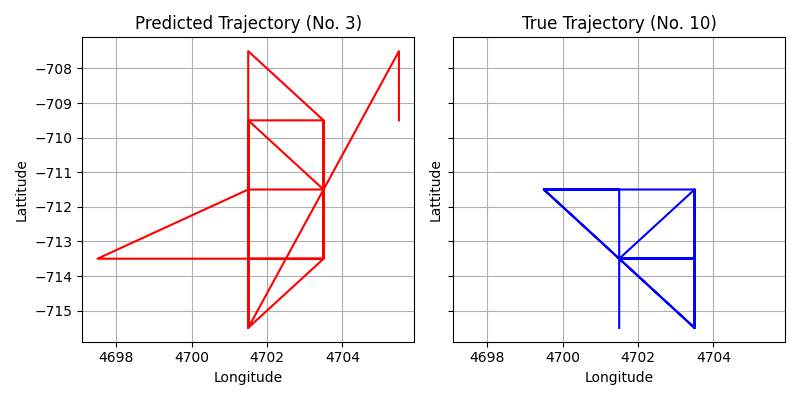 Predicted Trajectory (No. 3)
True Trajectory (No. 10)
Lattitude
−708
−709
−710
−711
−712
−713
−714
−715
4698
4700
4702
4704
Longitude
Lattitude
4698
4700
4702
4704
Longitude